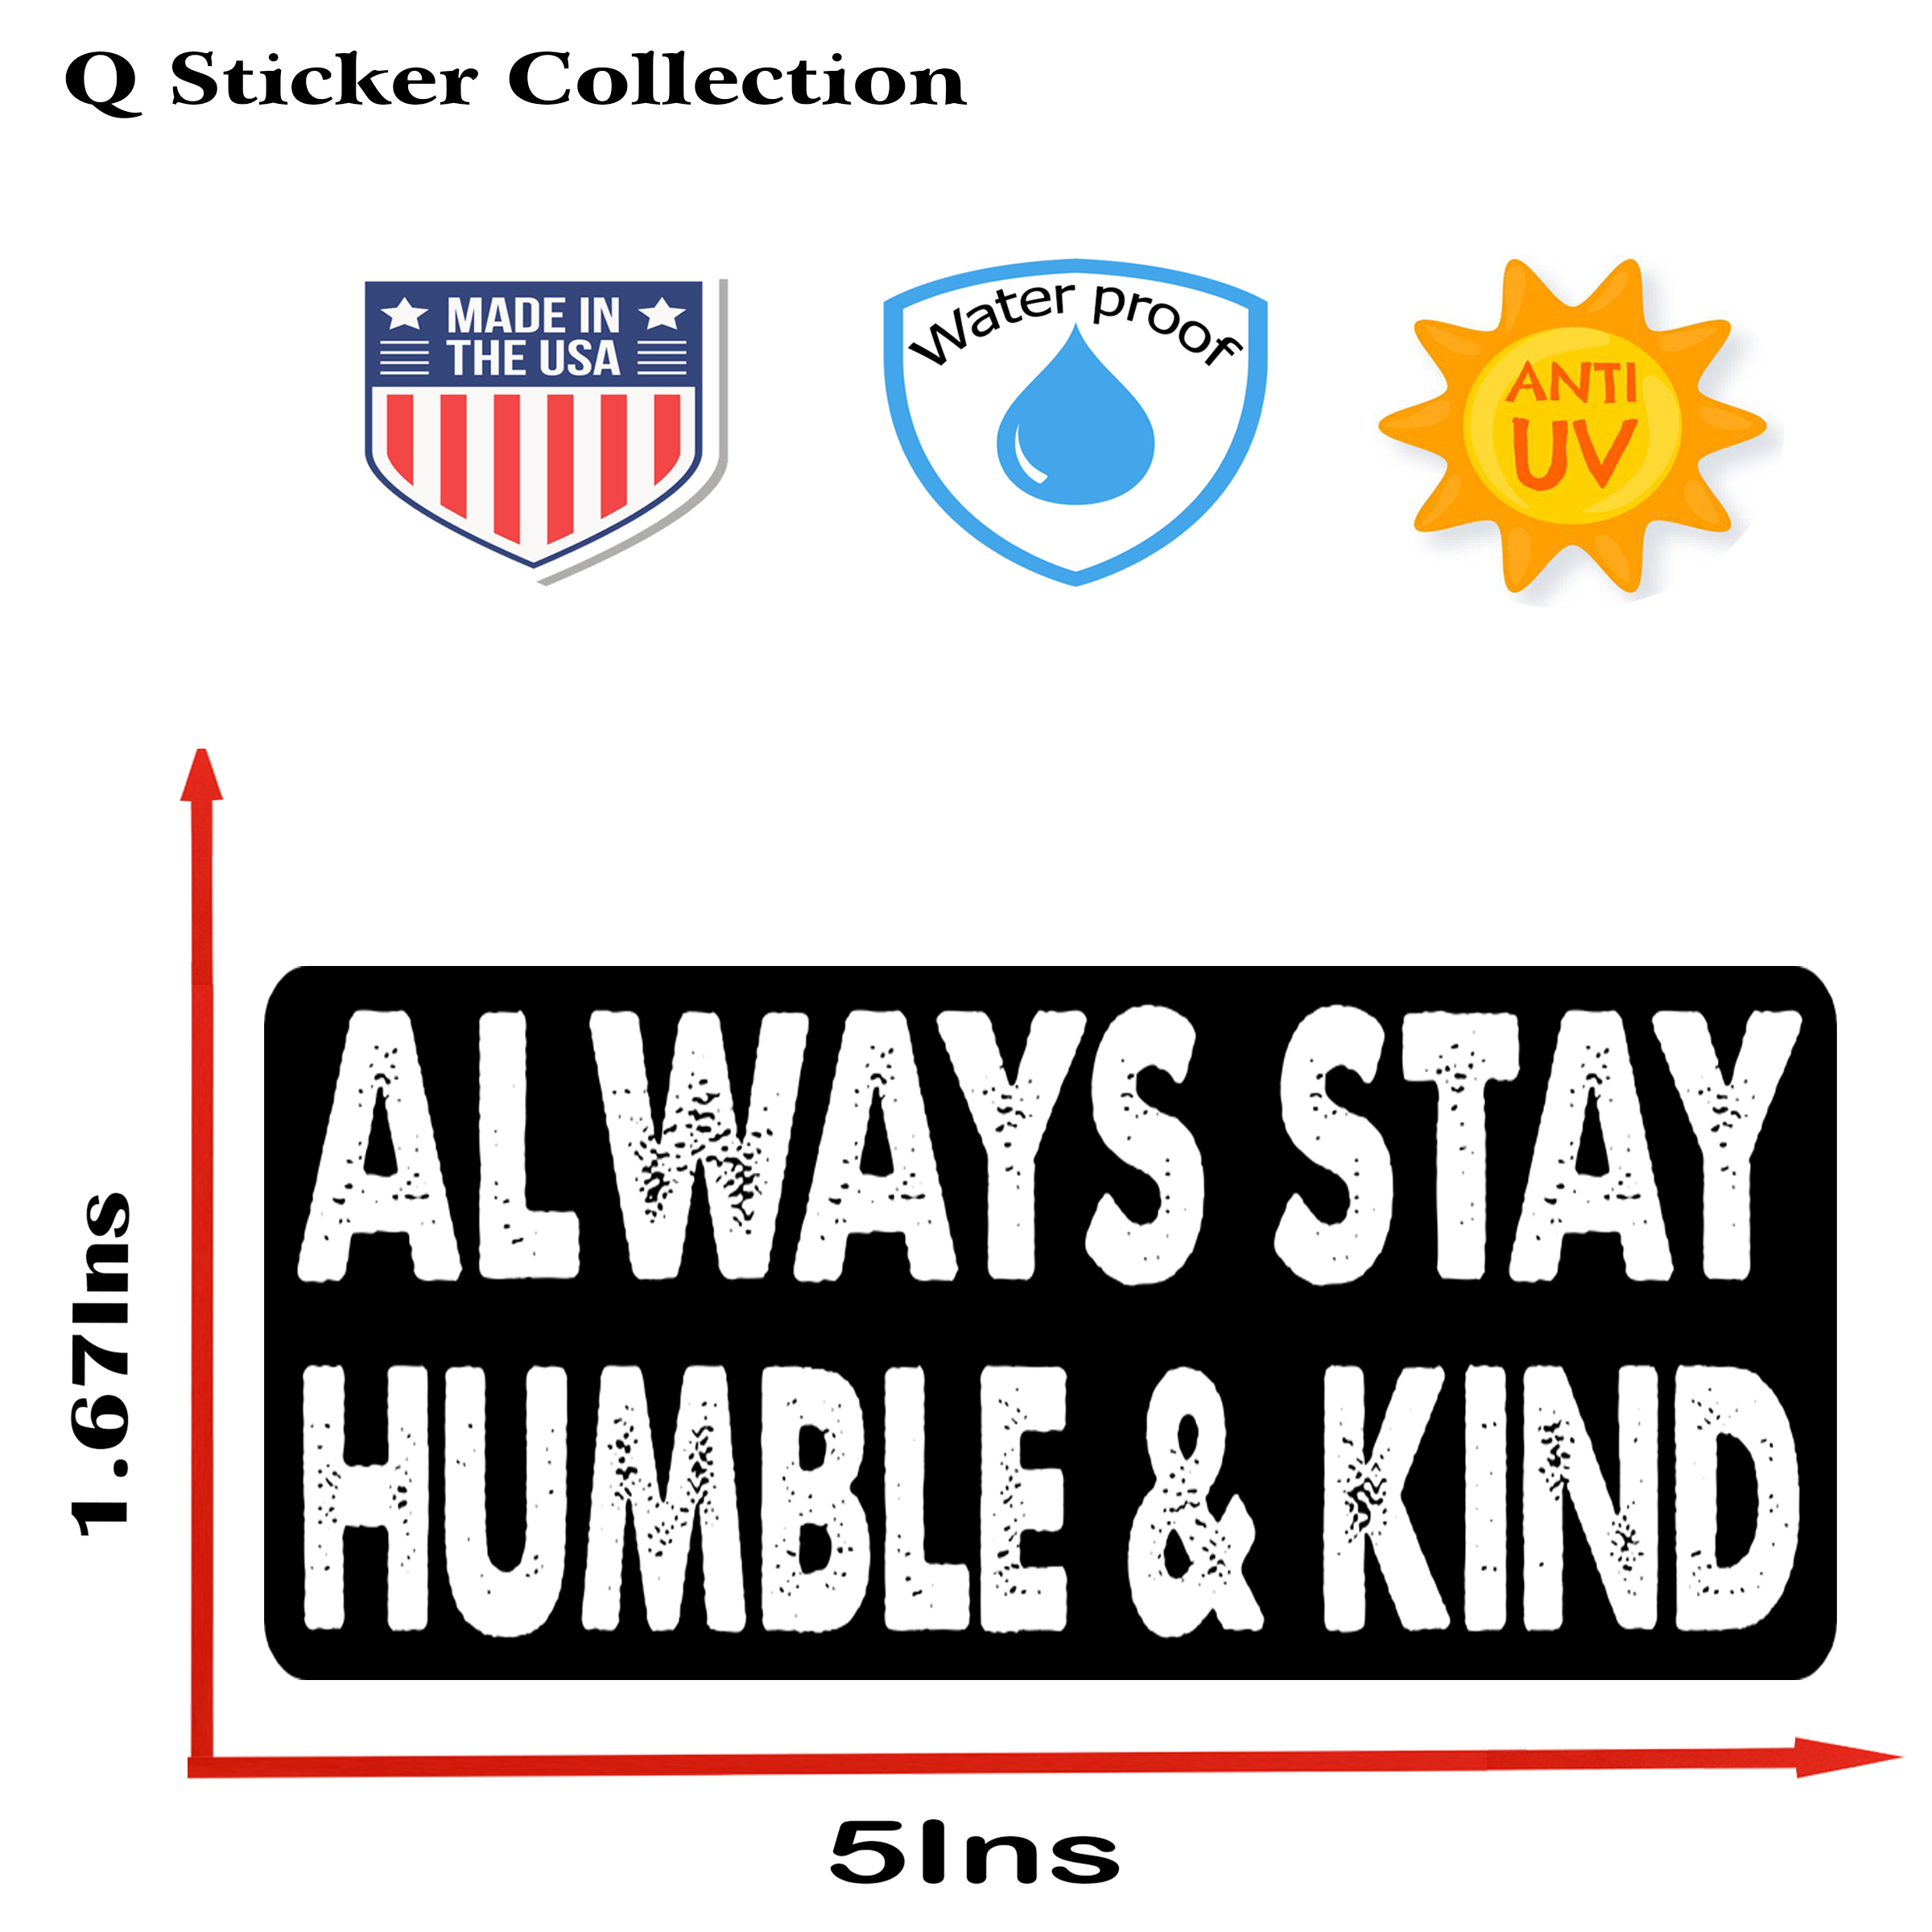 Q Sticker Collection
MADE IN
THE USA
Water proof
ANTI
UV
1.67Ins
ALWAYS STAY
HUMBLE & KIND
5Ins